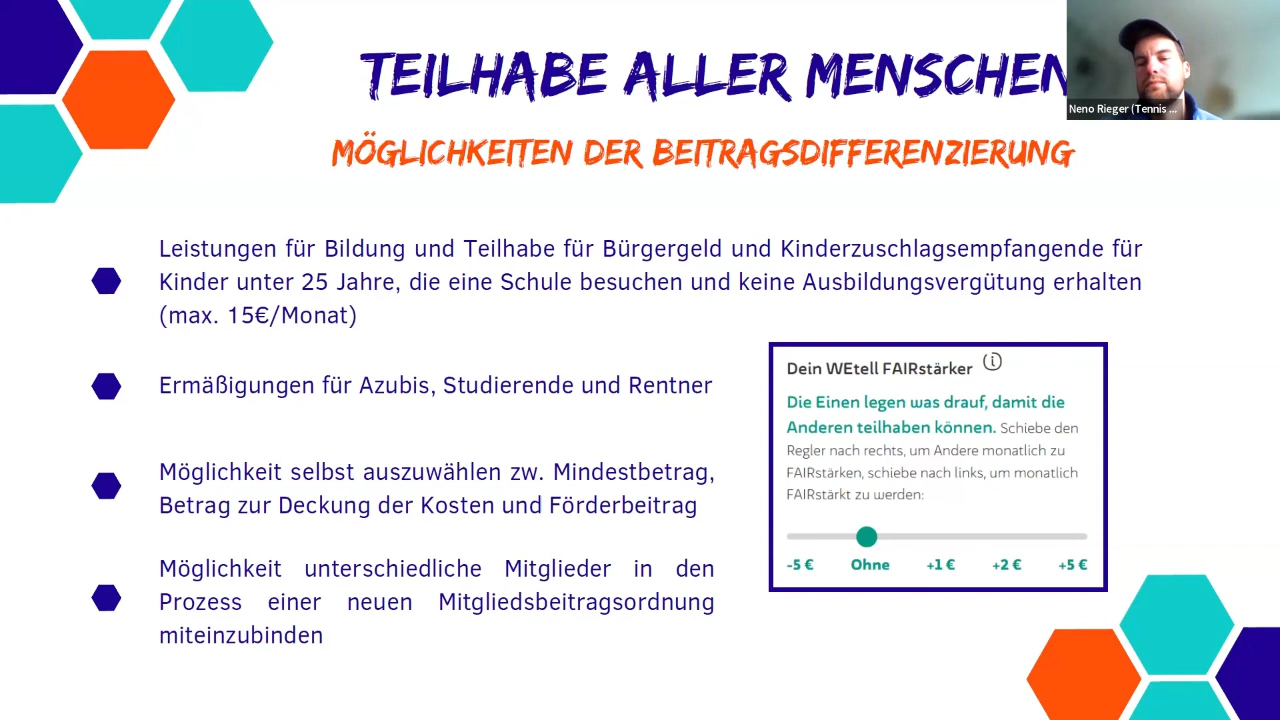 TEILHABE ALLER MENSCHEN
Neno Rieger (Tennis ...
MÖGLICHKEITEN DER BEITRAGSDIFFERENZIERUNG
Leistungen für Bildung und Teilhabe für Bürgergeld und Kinderzuschlagsempfangende für
Kinder unter 25 Jahre, die eine Schule besuchen und keine Ausbildungsvergütung erhalten
(max. 15€/Monat)
Ermäßigungen für Azubis, Studierende und Rentner
Möglichkeit selbst auszuwählen zw. Mindestbetrag,
Betrag zur Deckung der Kosten und Förderbeitrag
Möglichkeit unterschiedliche Mitglieder in den
Prozess einer neuen Mitgliedsbeitragsordnung
miteinzubinden
Dein WEtell FAIRstärker i
Die Einen legen was drauf, damit die
Anderen teilhaben können. Schiebe den
Regler nach rechts, um Andere monatlich zu
FAIRstärken, schiebe nach links, um monatlich
FAIRstärkt zu werden:
-5 € Ohne +1 € +2 € +5 €